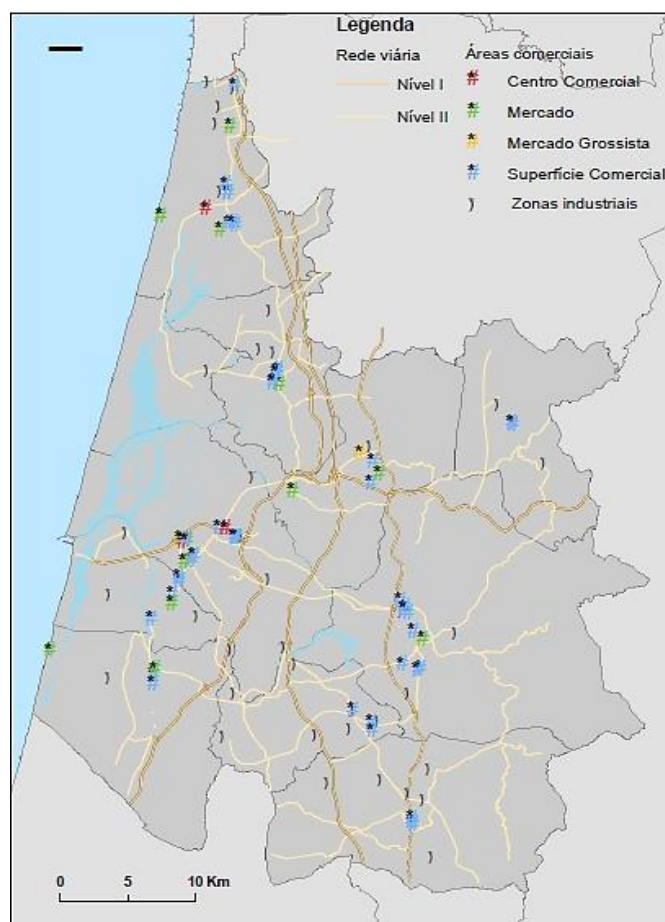 Legenda
Rede viária
Nível I
Nível II
Áreas comerciais
Centro Comercial
Mercado
Mercado Grossista
Superfície Comercial
Zonas industriais
0 5 10 Km